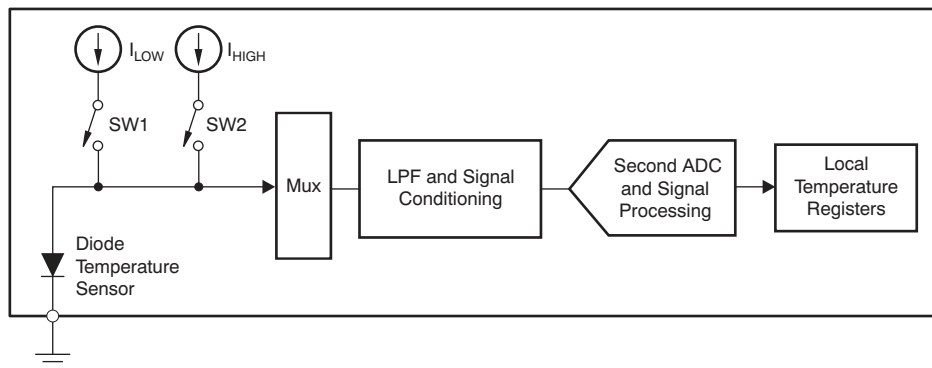 I_LOW
I_HIGH
SW1
SW2
Mux
LPF and Signal
Conditioning
Second ADC
and Signal
Processing
Local
Temperature
Registers
Diode
Temperature
Sensor